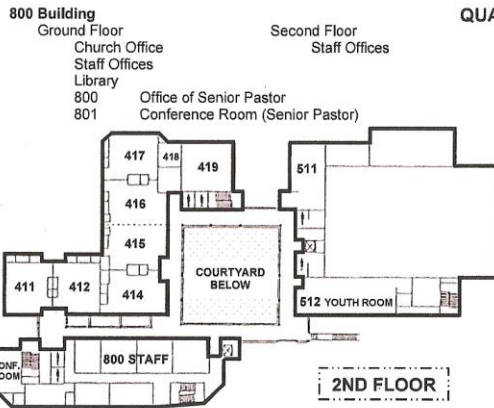 800 Building
QUA
Ground Floor
Second Floor
Church Office
Staff Offices
Staff Offices
Library
800 Office of Senior Pastor
801 Conference Room (Senior Pastor)
417
418
419
511
416
415
COURTYARD
BELOW
411
412
414
512 YOUTH ROOM
ONF.
OOM
800 STAFF
2ND FLOOR